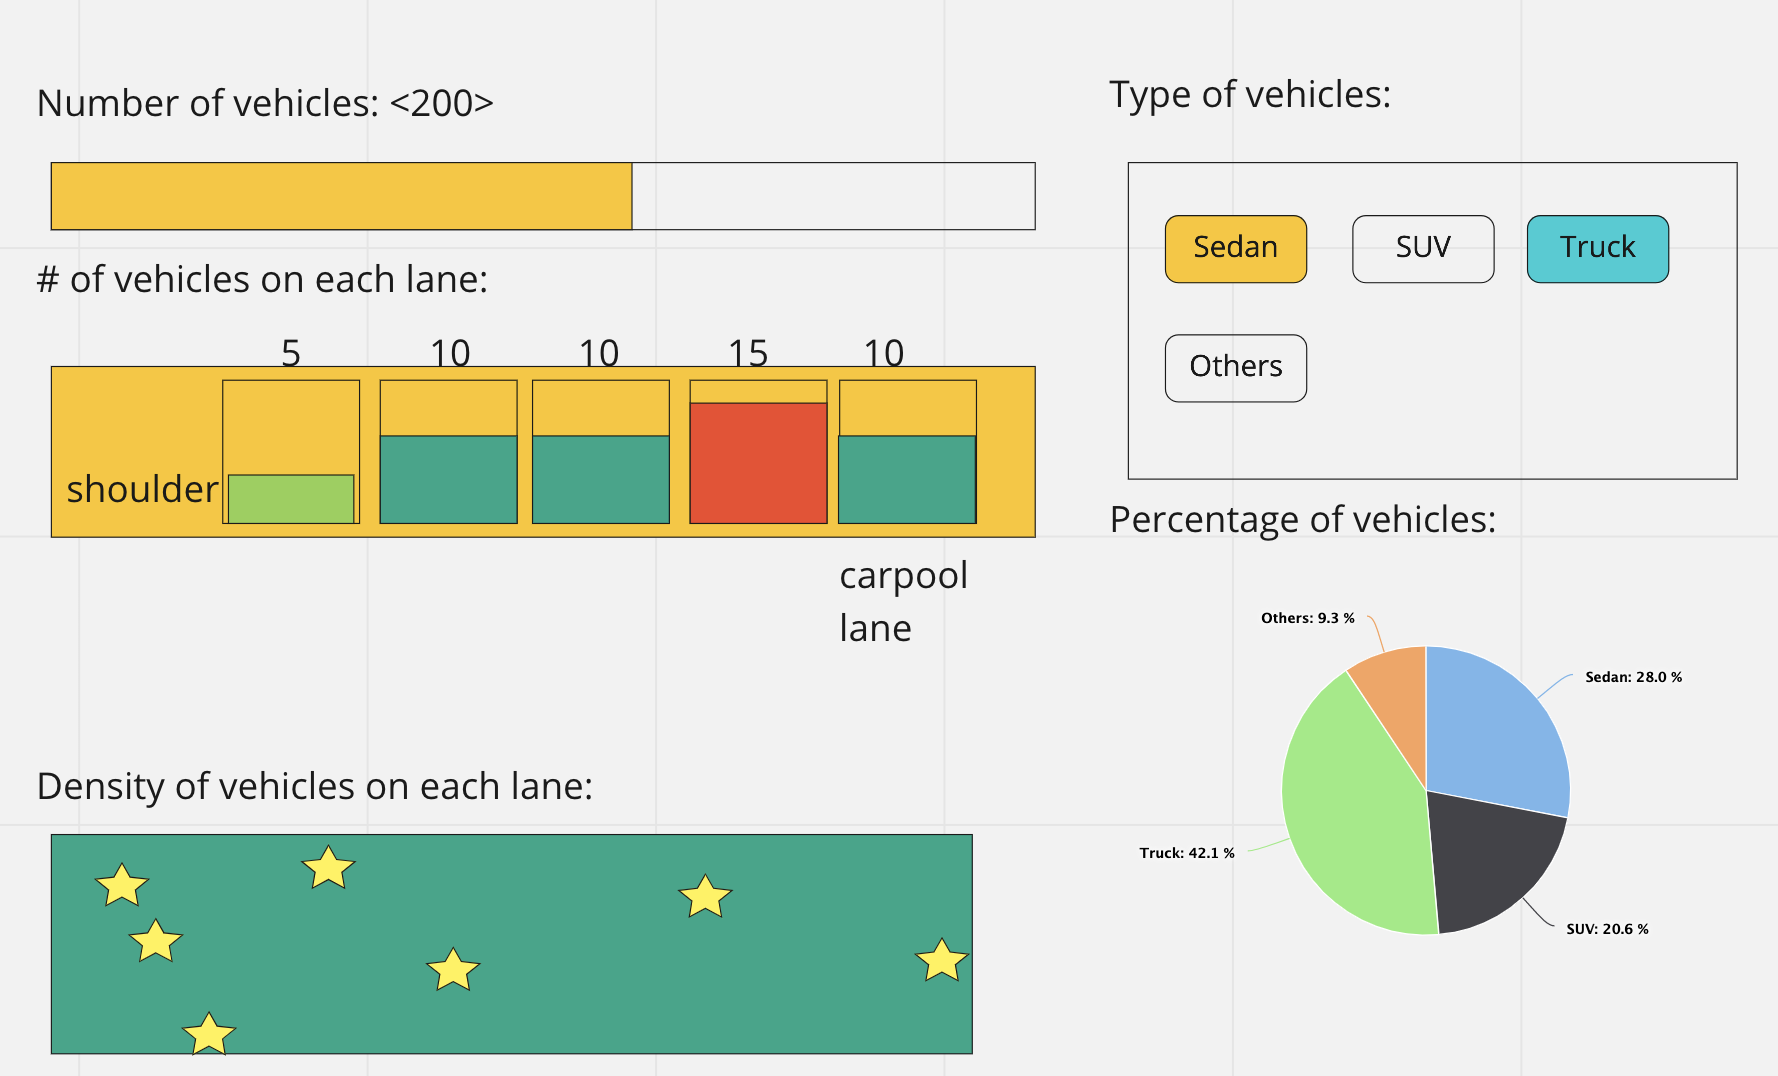 Number of vehicles: <200>
# of vehicles on each lane:
5 10 10 15 10
shoulder
carpool
lane
Density of vehicles on each lane:
Type of vehicles:
Sedan SUV Truck
Others
Percentage of vehicles:
Others: 9.3 %
Sedan: 28.0 %
Truck: 42.1 %
SUV: 20.6 %